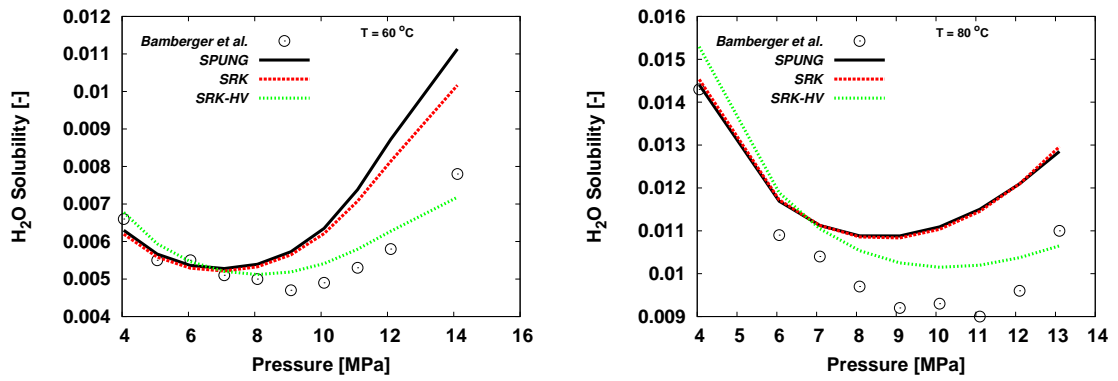 0.012
0.011
0.01
0.009
0.008
0.007
0.006
0.005
0.004
H2O Solubility [-]
Bamberger et al.
SPUNG
SRK
SRK-HV
T = 60 °C
4 6 8 10 12 14 16
Pressure [MPa]
0.016
0.015
0.014
0.013
0.012
0.011
0.01
0.009
H2O Solubility [-]
Bamberger et al.
SPUNG
SRK
SRK-HV
T = 80 °C
4 5 6 7 8 9 10 11 12 13 14
Pressure [MPa]